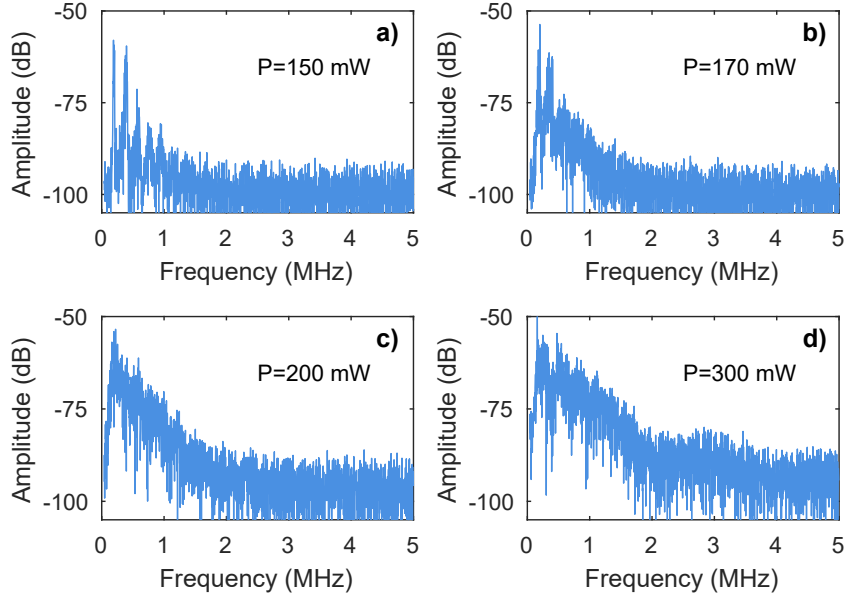 -50
a)
P=150 mW
-75
-100
Amplitude (dB)
0 1 2 3 4 5
Frequency (MHz)
-50
b)
P=170 mW
-75
-100
Amplitude (dB)
0 1 2 3 4 5
Frequency (MHz)
-50
c)
P=200 mW
-75
-100
Amplitude (dB)
0 1 2 3 4 5
Frequency (MHz)
-50
d)
P=300 mW
-75
-100
Amplitude (dB)
0 1 2 3 4 5
Frequency (MHz)